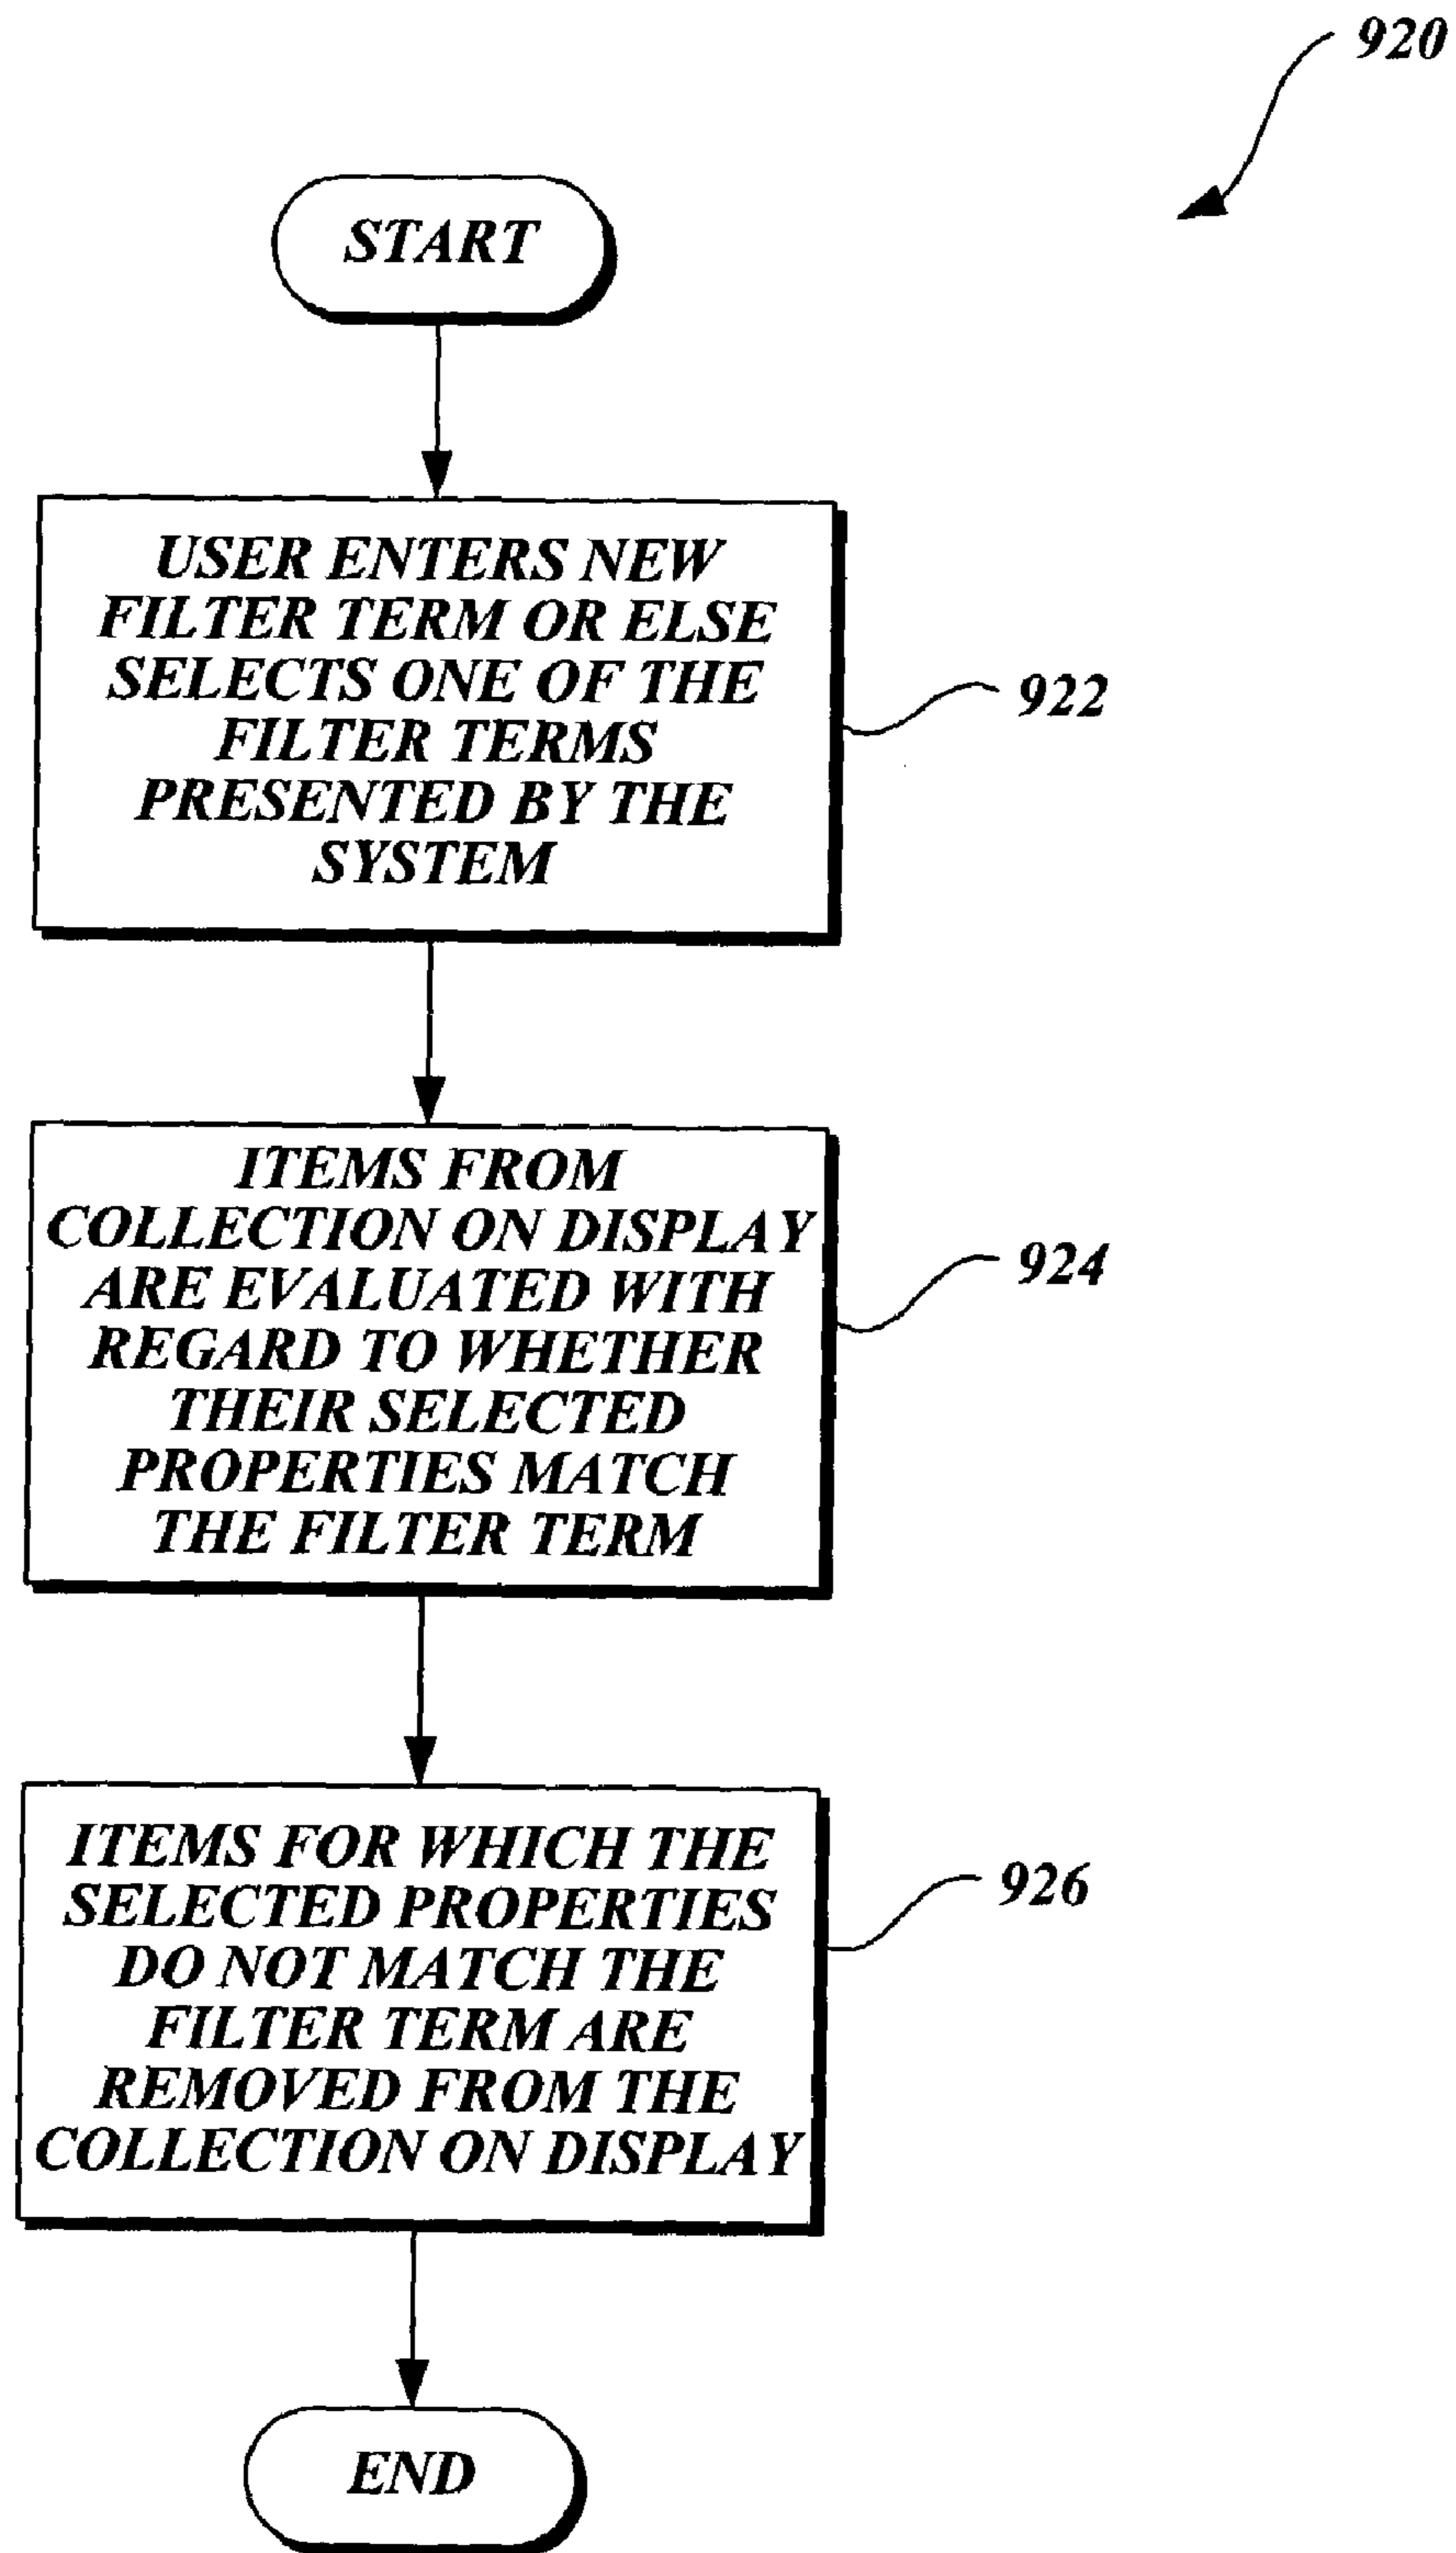 920
START
USER ENTERS NEW
FILTER TERM OR ELSE
SELECTS ONE OF THE
FILTER TERMS
PRESENTED BY THE
SYSTEM
922
ITEMS FROM
COLLECTION ON DISPLAY
ARE EVALUATED WITH
REGARD TO WHETHER
THEIR SELECTED
PROPERTIES MATCH
THE FILTER TERM
924
ITEMS FOR WHICH THE
SELECTED PROPERTIES
DO NOT MATCH THE
FILTER TERM ARE
REMOVED FROM THE
COLLECTION ON DISPLAY
926
END